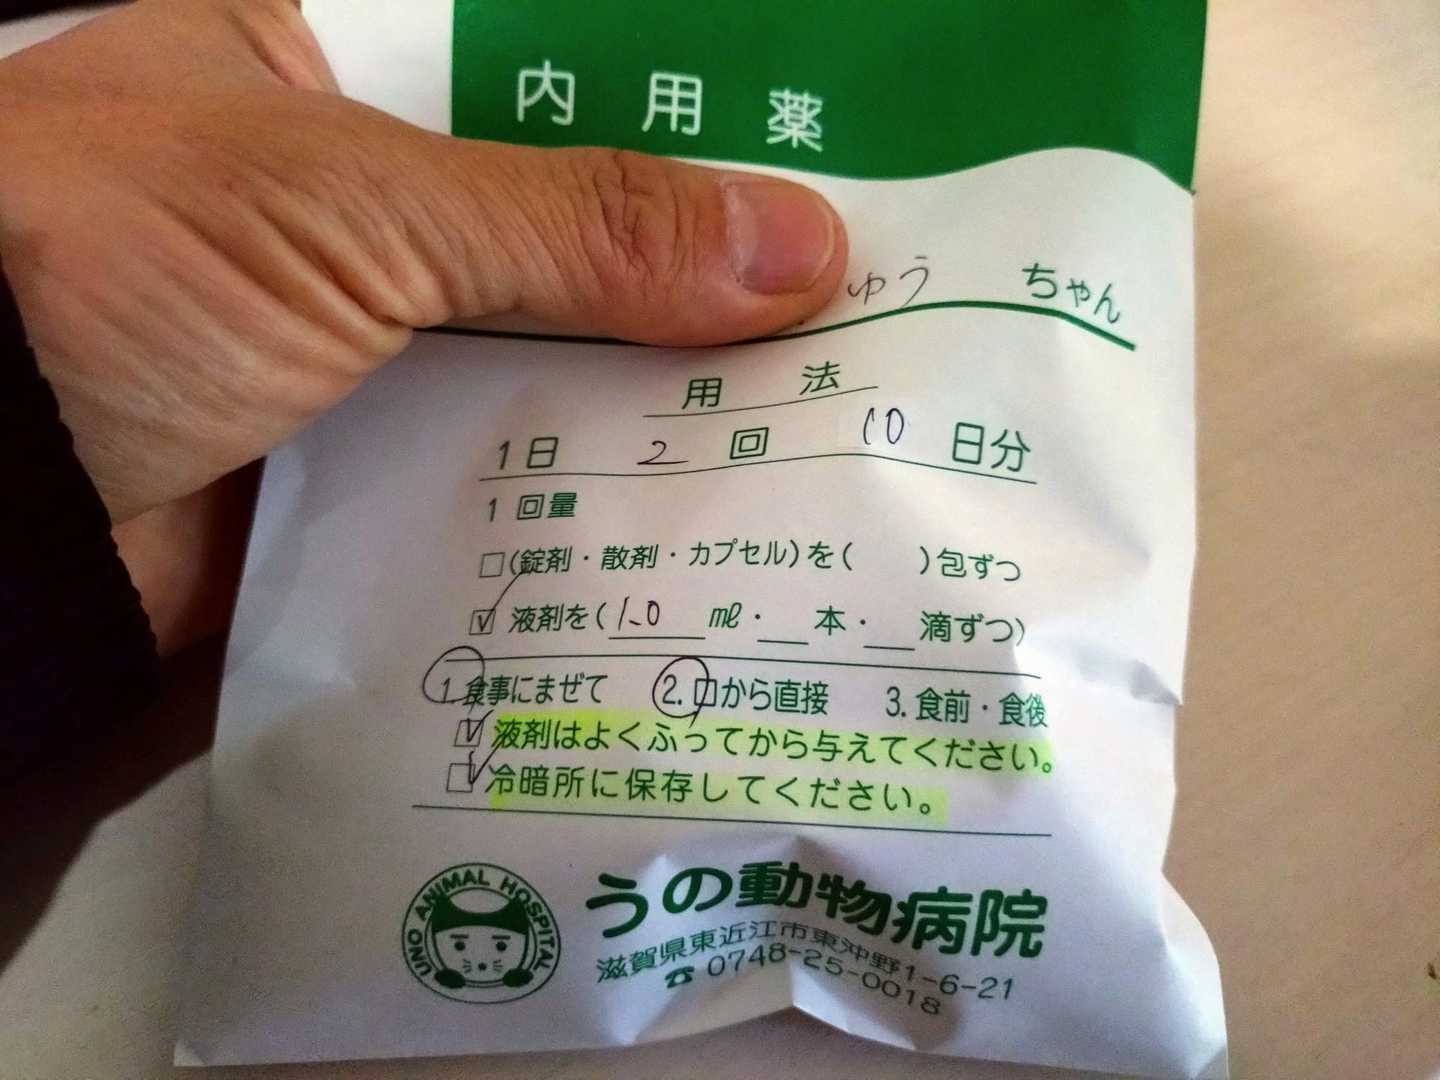 内用薬
ゅう ちゃん
用法
1日 2 回 10 日分
1回量
□(錠剤・散剤・カプセル)を( )包ずつ
☑ 液剤を(1.0 ml・__本・__滴ずつ)
1.食事にまぜて 2.口から直接 3.食前・食後
☑ 液剤はよくふってから与えてください。
☑ 冷暗所に保存してください。
UNO ANIMAL HOSPITAL
うの動物病院
滋賀県東近江市東沖野1-6-21
☎ 0748-25-0018